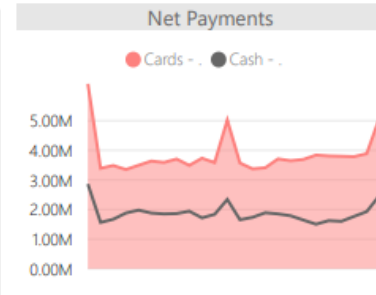 Net Payments
Cards - . Cash - .
5.00M
4.00M
3.00M
2.00M
1.00M
0.00M